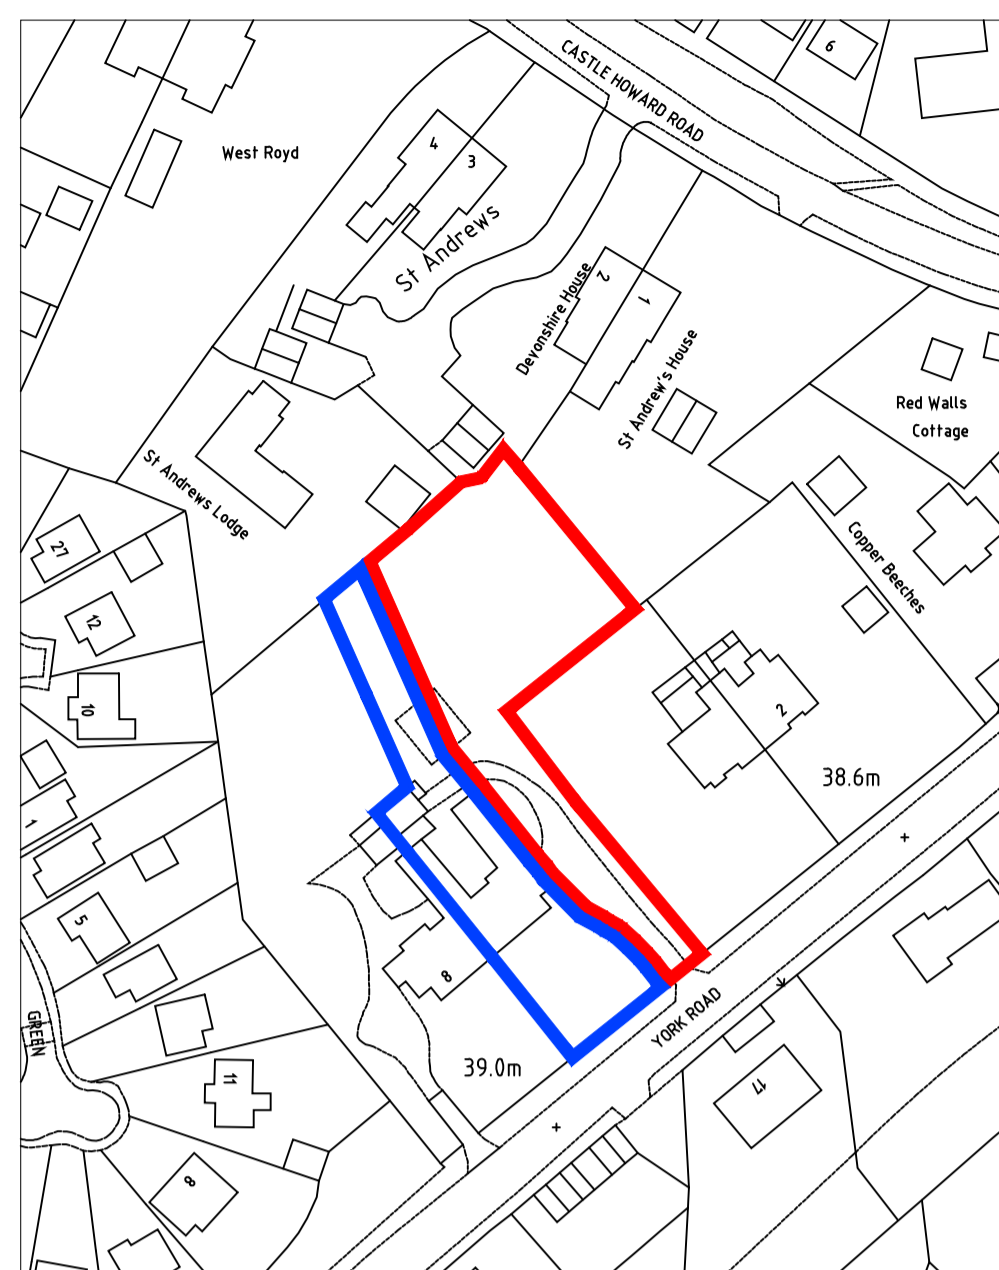 6
CASTLE HOWARD ROAD
West Royd
4
3
St Andrews
Devonshire House
2
1
St Andrew's House
Red Walls
Cottage
St Andrews Lodge
Copper Beeches
27
12
10
2
38.6m
1
5
8
GREEN
YORK ROAD
39.0m
11
17
8